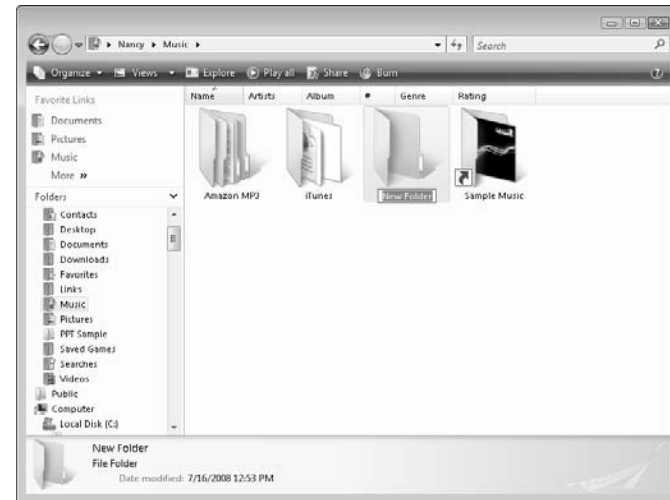 Nancy ▸ Music ▸ Search
Organize Views Explore Play all Share Burn
Favorite Links
Documents
Pictures
Music
More »
Folders
Contacts
Desktop
Documents
Downloads
Favorites
Links
Music
Pictures
PPT Sample
Saved Games
Searches
Videos
Public
Computer
Local Disk (C:)
Name Artists Album # Genre Rating
Amazon MP3 iTunes New Folder Sample Music
New Folder
File Folder
Date modified: 7/16/2008 12:53 PM